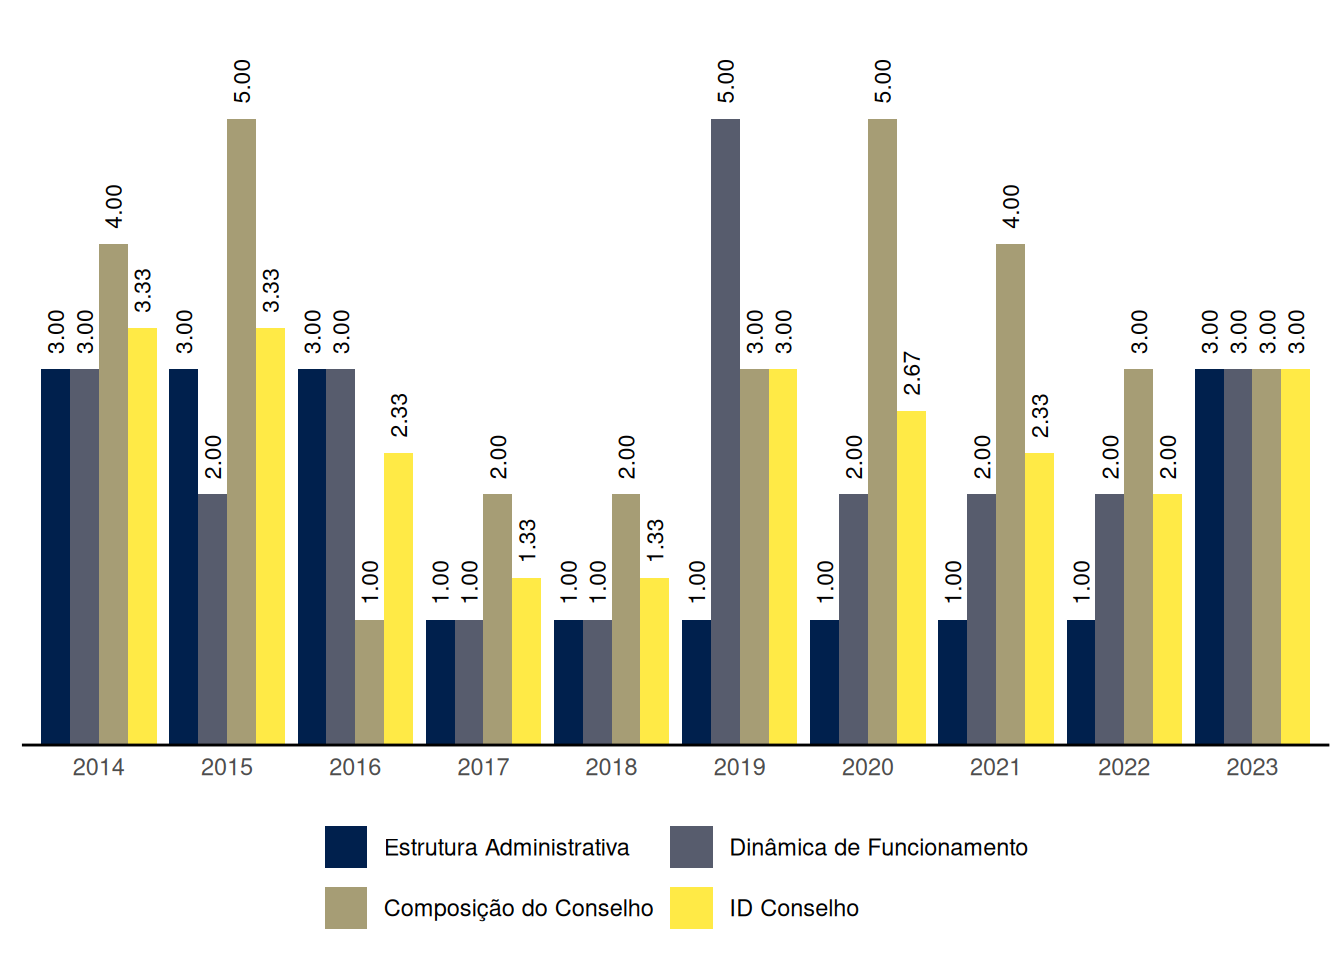 3.00 3.00 4.00 3.33 3.00 2.00 5.00 3.33 3.00 3.00 1.00 2.33 1.00 1.00 2.00 1.33 1.00 1.00 2.00 1.33 1.00 5.00 3.00 3.00 1.00 2.00 5.00 2.67 1.00 2.00 4.00 2.33 1.00 2.00 3.00 2.00 3.00 3.00 3.00 3.00
2014 2015 2016 2017 2018 2019 2020 2021 2022 2023
Estrutura Administrativa Dinâmica de Funcionamento
Composição do Conselho ID Conselho